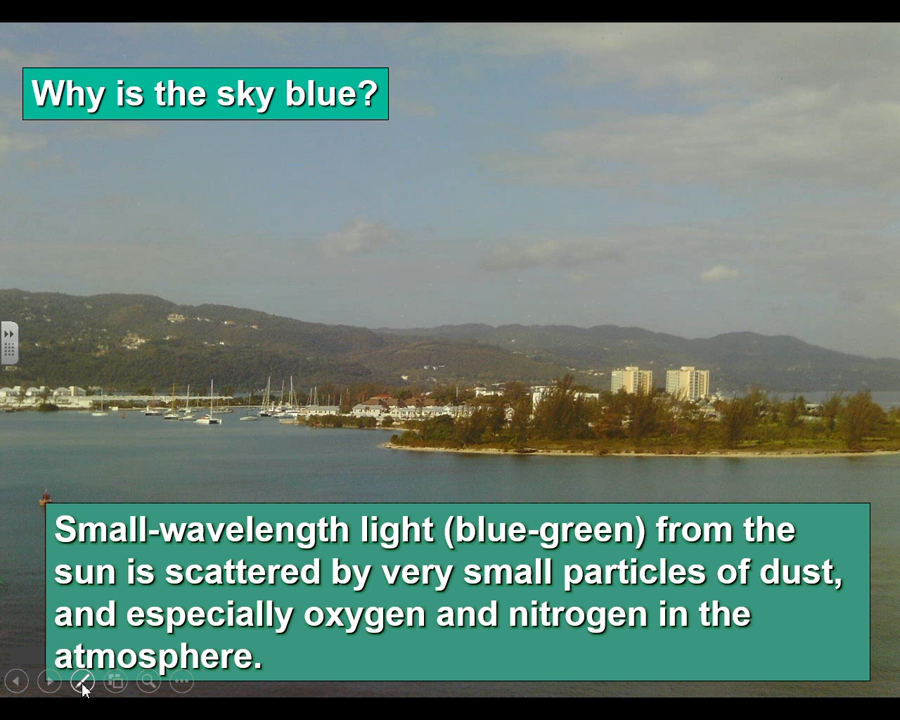 Why is the sky blue?
Small-wavelength light (blue-green) from the
sun is scattered by very small particles of dust,
and especially oxygen and nitrogen in the
atmosphere.